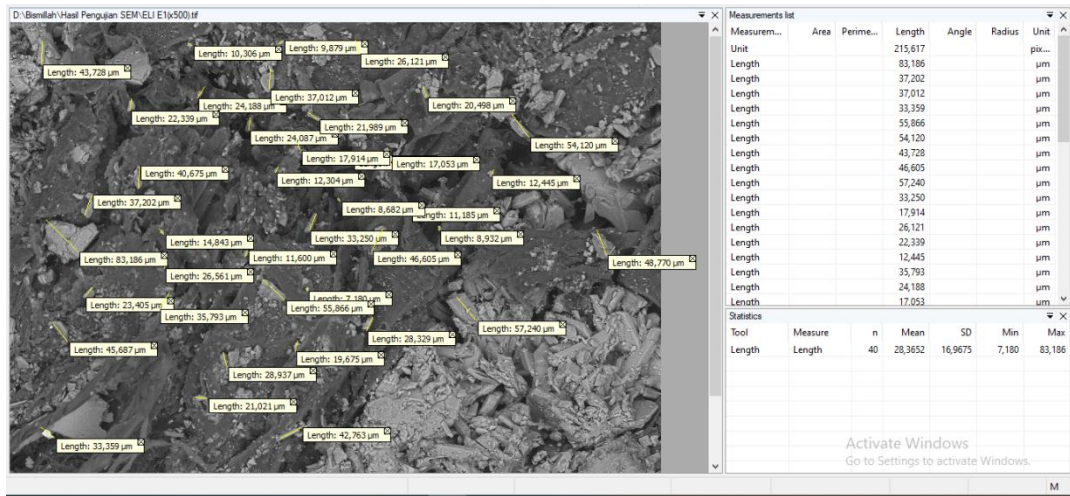 D:\Bismillah\Hasil Pengujian SEM\ELI E1(x500).tif
Length: 10,306 µm
Length: 9,879 µm
Length: 26,121 µm
Length: 43,728 µm
Length: 37,012 µm
Length: 24,188 µm
Length: 20,498 µm
Length: 22,339 µm
Length: 21,989 µm
Length: 24,087 µm
Length: 54,120 µm
Length: 17,914 µm
Length: 17,053 µm
Length: 40,675 µm
Length: 12,304 µm
Length: 12,445 µm
Length: 37,202 µm
Length: 8,682 µm
ngth: 11,185 µm
Length: 14,843 µm
Length: 33,250 µm
Length: 8,932 µm
Length: 83,186 µm
Length: 11,600 µm
Length: 46,605 µm
Length: 48,770 µm
Length: 26,561 µm
Length: 23,405 µm
Length: 7,180 µm
Length: 55,866 µm
Length: 35,793 µm
Length: 57,240 µm
Length: 28,329 µm
Length: 45,687 µm
Length: 19,675 µm
Length: 28,937 µm
Length: 21,021 µm
Length: 42,763 µm
Length: 33,359 µm
Measurements list
Measurem... Area Perime... Length Angle Radius Unit
Unit 215,617 pix...
Length 83,186 µm
Length 37,202 µm
Length 37,012 µm
Length 33,359 µm
Length 55,866 µm
Length 54,120 µm
Length 43,728 µm
Length 46,605 µm
Length 57,240 µm
Length 33,250 µm
Length 17,914 µm
Length 26,121 µm
Length 22,339 µm
Length 12,445 µm
Length 35,793 µm
Length 24,188 µm
Length 17,053 µm
Statistics
Tool Measure n Mean SD Min Max
Length Length 40 28,3652 16,9675 7,180 83,186
Activate Windows
Go to Settings to activate Windows.
M